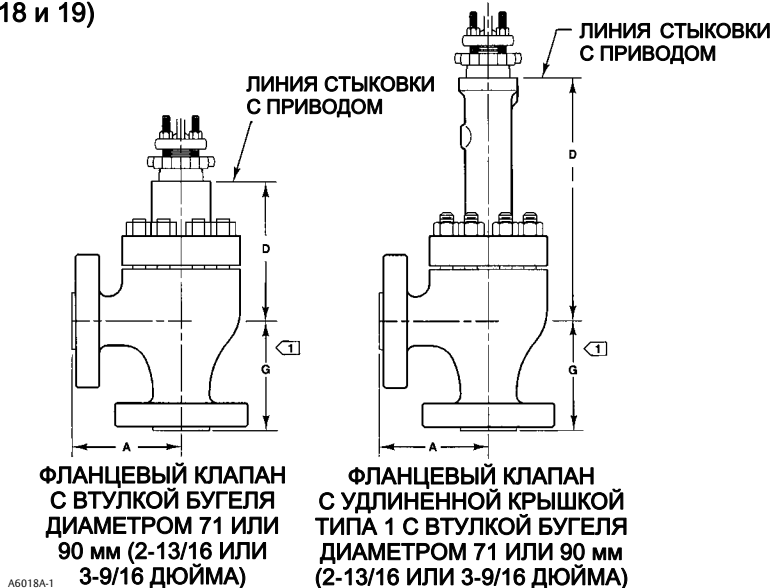 18 и 19)
ЛИНИЯ СТЫКОВКИ
С ПРИВОДОМ
ЛИНИЯ СТЫКОВКИ
С ПРИВОДОМ
D
D
1
1
G
G
A
A
ФЛАНЦЕВЫЙ КЛАПАН
С ВТУЛКОЙ БУГЕЛЯ
ДИАМЕТРОМ 71 ИЛИ
90 мм (2-13/16 ИЛИ
3-9/16 ДЮЙМА)
ФЛАНЦЕВЫЙ КЛАПАН
С УДЛИНЕННОЙ КРЫШКОЙ
ТИПА 1 С ВТУЛКОЙ БУГЕЛЯ
ДИАМЕТРОМ 71 ИЛИ 90 мм
(2-13/16 ИЛИ 3-9/16 ДЮЙМА)
A6018A-1